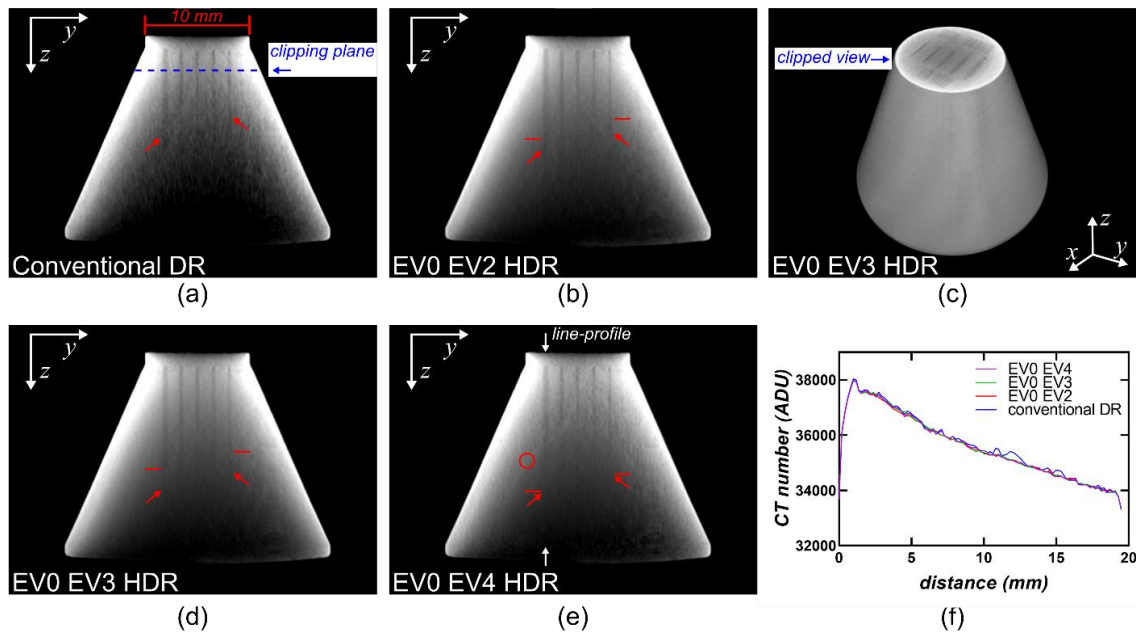 y
z
10 mm
clipping plane
Conventional DR
(a)
y
z
EV0 EV2 HDR
(b)
clipped view
z
x
y
EV0 EV3 HDR
(c)
y
z
EV0 EV3 HDR
(d)
line-profile
y
z
EV0 EV4 HDR
(e)
CT number (ADU)
38000
36000
34000
32000
EV0 EV4
EV0 EV3
EV0 EV2
conventional DR
0 5 10 15 20
distance (mm)
(f)